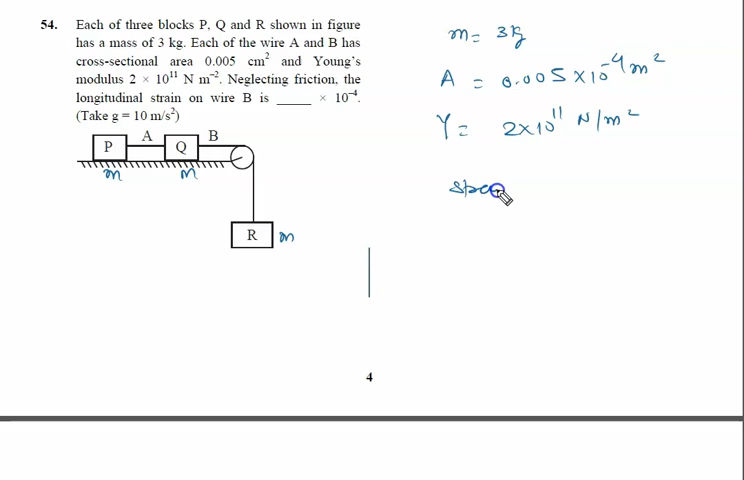 54. Each of three blocks P, Q and R shown in figure
has a mass of 3 kg. Each of the wire A and B has
cross-sectional area 0.005 cm² and Young's
modulus 2 × 10¹¹ N m⁻². Neglecting friction, the
longitudinal strain on wire B is _____ × 10⁻⁴.
(Take g = 10 m/s²)
P A Q B
m m
R m
4
m = 3 kg
A = 0.005 × 10⁻⁴ m²
Y = 2×10¹¹ N/m²